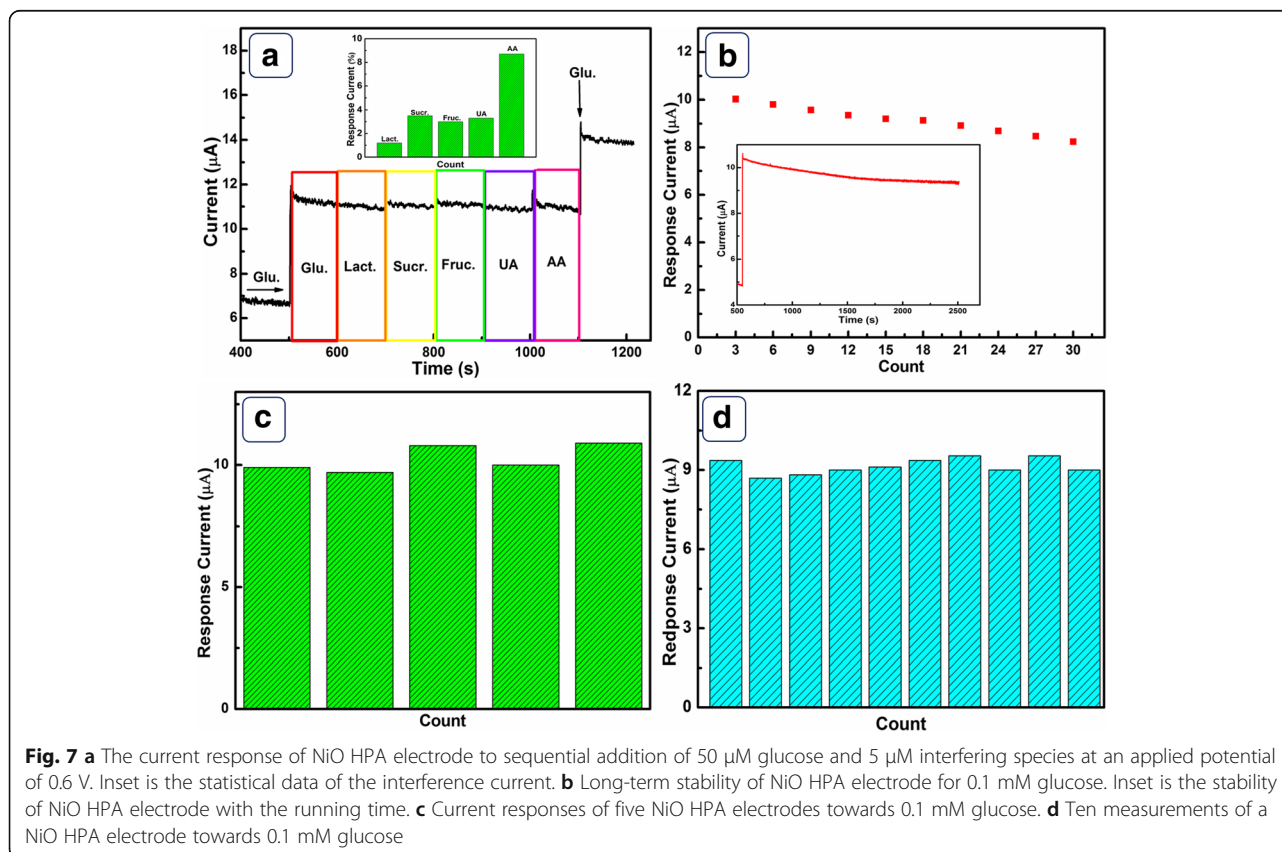 a
Current (μA)
18
16
14
12
10
8
6
400
600
800
1000
1200
Time (s)
Glu.
Glu.
Lact.
Sucr.
Fruc.
UA
AA
Glu.
Response Current (%)
10
8
6
4
2
0
Lact.
Sucr.
Fruc.
UA
AA
Count
b
Response Current (μA)
12
10
8
6
4
2
0
0
3
6
9
12
15
18
21
24
27
30
Count
Current (μA)
10
8
6
4
500
1000
1500
2000
2500
Time (s)
c
Response Current (μA)
10
5
0
Count
d
Redponse Current (μA)
12
9
6
3
0
Count
Fig. 7 a The current response of NiO HPA electrode to sequential addition of 50 μM glucose and 5 μM interfering species at an applied potential
of 0.6 V. Inset is the statistical data of the interference current. b Long-term stability of NiO HPA electrode for 0.1 mM glucose. Inset is the stability
of NiO HPA electrode with the running time. c Current responses of five NiO HPA electrodes towards 0.1 mM glucose. d Ten measurements of a
NiO HPA electrode towards 0.1 mM glucose